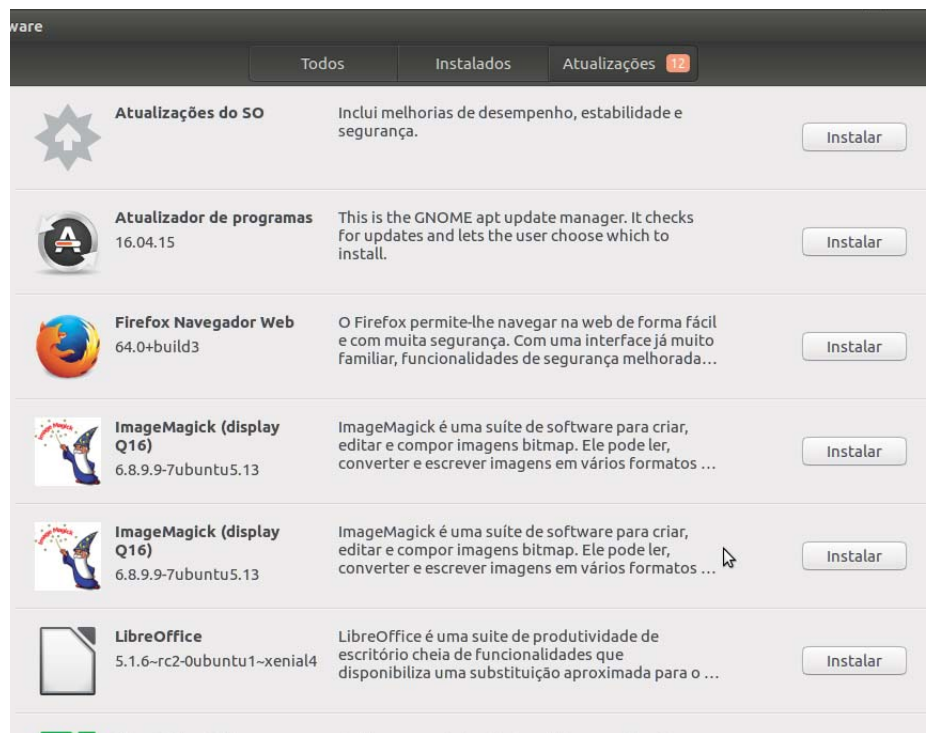 ware
Todos
Instalados
Atualizações 12
Atualizações do SO
Inclui melhorias de desempenho, estabilidade e
segurança.
Instalar
Atualizador de programas
16.04.15
This is the GNOME apt update manager. It checks
for updates and lets the user choose which to
install.
Instalar
Firefox Navegador Web
64.0+build3
O Firefox permite-lhe navegar na web de forma fácil
e com muita segurança. Com uma interface já muito
familiar, funcionalidades de segurança melhorada...
Instalar
Image Magick
ImageMagick (display
Q16)
6.8.9.9-7ubuntu5.13
ImageMagick é uma suíte de software para criar,
editar e compor imagens bitmap. Ele pode ler,
converter e escrever imagens em vários formatos ...
Instalar
Image Magick
ImageMagick (display
Q16)
6.8.9.9-7ubuntu5.13
ImageMagick é uma suíte de software para criar,
editar e compor imagens bitmap. Ele pode ler,
converter e escrever imagens em vários formatos ...
Instalar
LibreOffice
5.1.6~rc2-0ubuntu1~xenial4
LibreOffice é uma suite de produtividade de
escritório cheia de funcionalidades que
disponibiliza uma substituição aproximada para o ...
Instalar